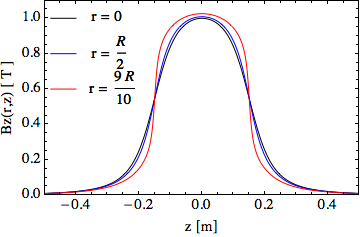 1.0
0.8
0.6
0.4
0.2
0.0
Bz(r,z) [ T ]
r = 0
r = R/2
r = 9 R/10
−0.4 −0.2 0.0 0.2 0.4
z [m]